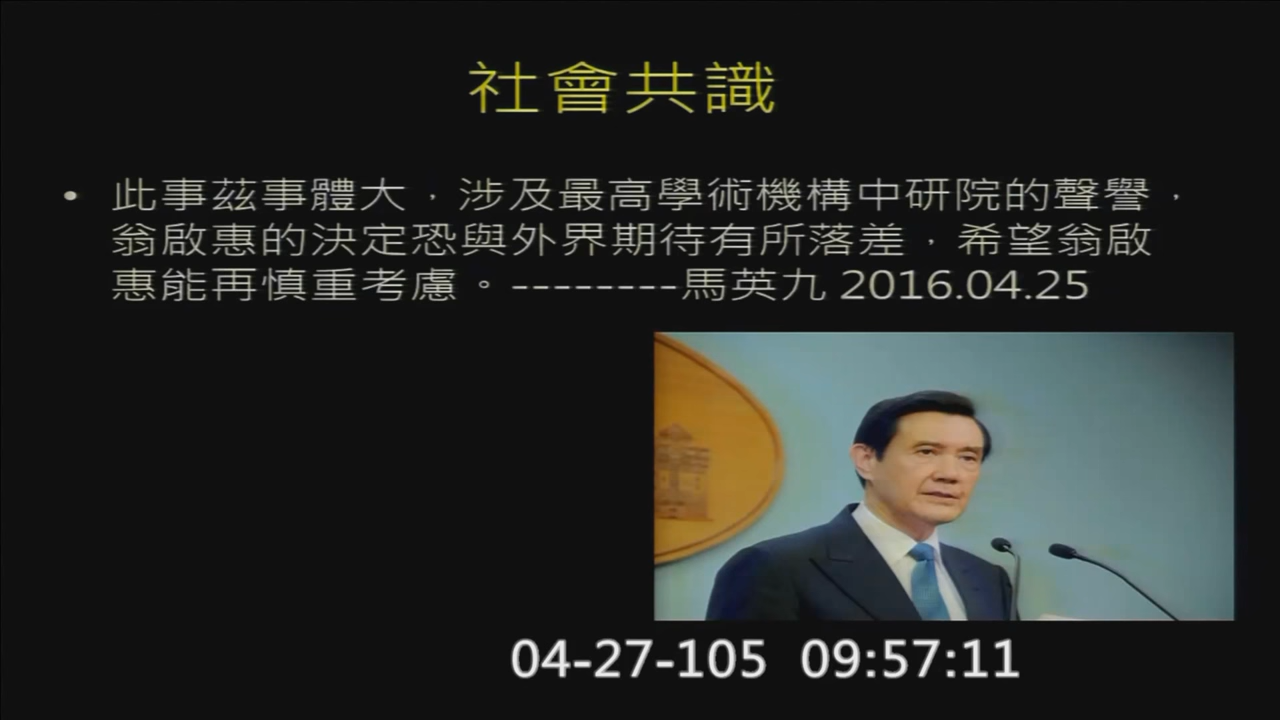 社會共識
• 此事茲事體大，涉及最高學術機構中研院的聲譽，
翁啟惠的決定恐與外界期待有所落差，希望翁啟
惠能再慎重考慮。--------馬英九 2016.04.25
04-27-105 09:57:11